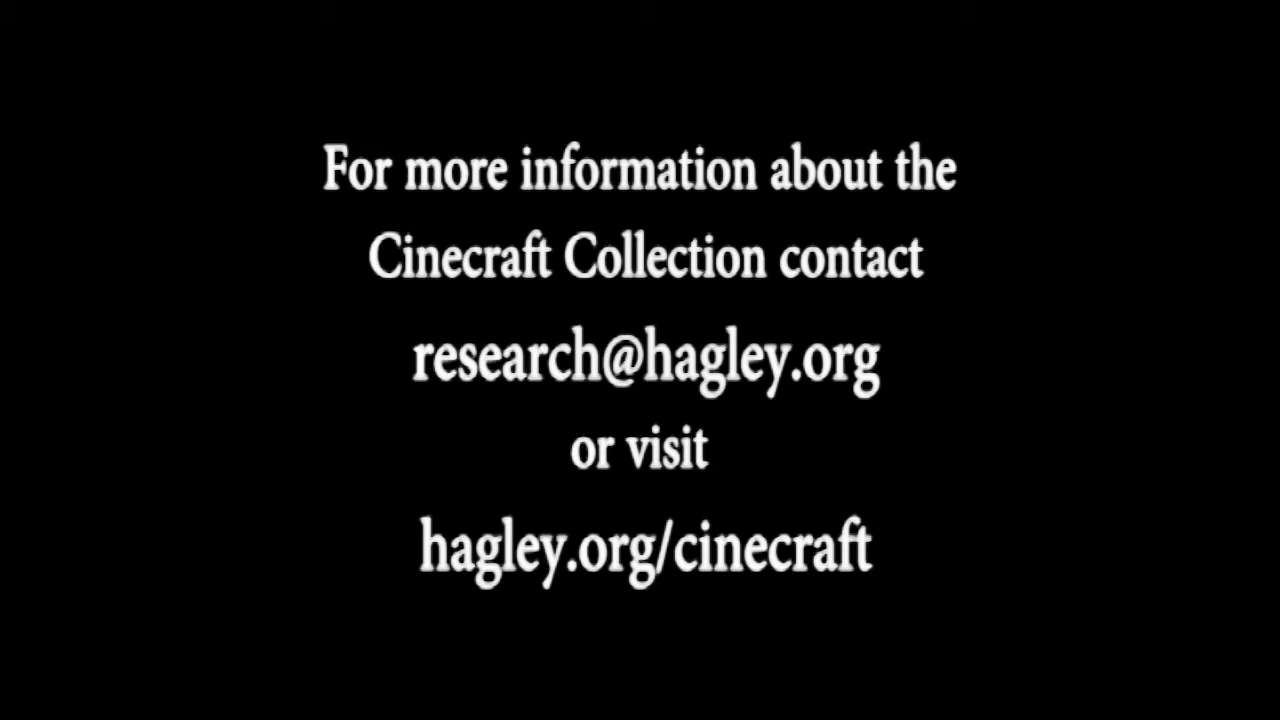 For more information about the
Cinecraft Collection contact
research@hagley.org
or visit
hagley.org/cinecraft